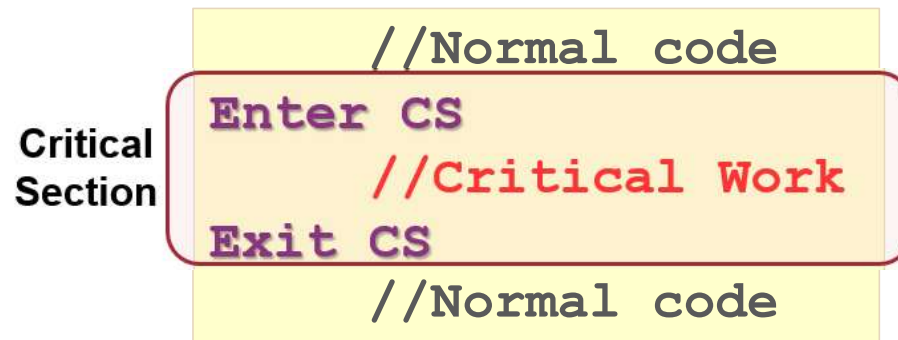 //Normal code
Critical
Section
Enter CS
//Critical Work
Exit CS
//Normal code